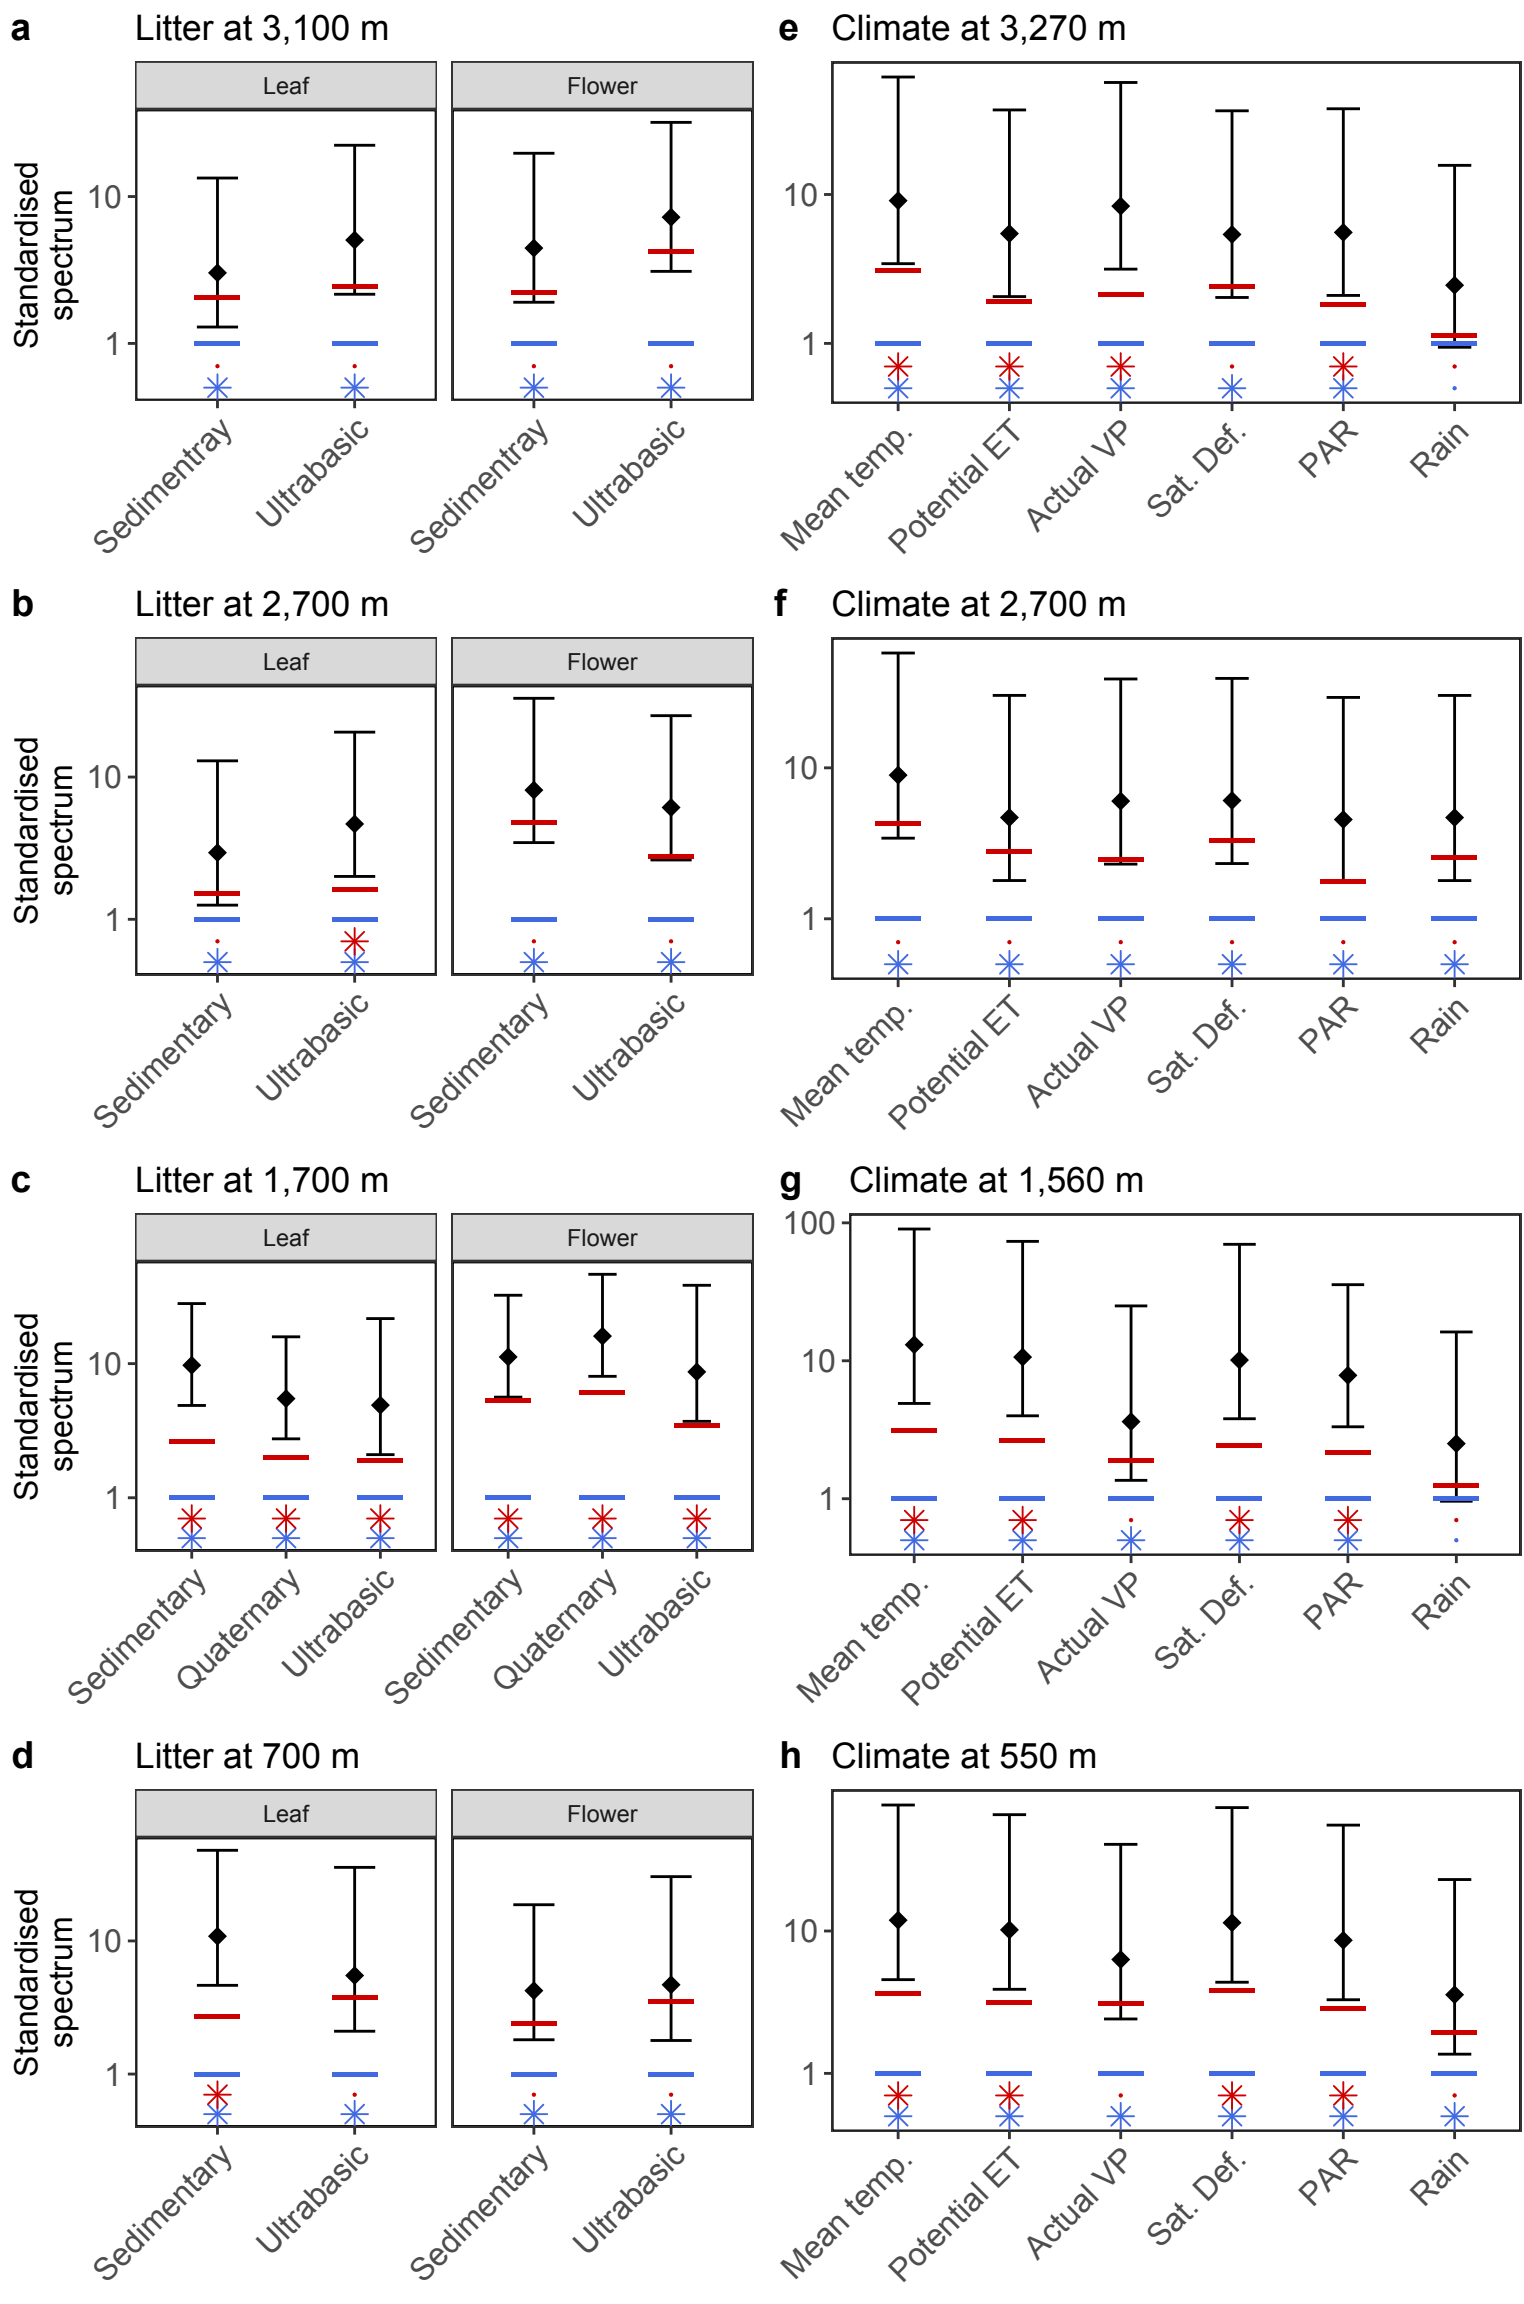 a Litter at 3,100 m
Leaf Flower
Standardised
spectrum
10
1
Sedimentray Ultrabasic Sedimentray Ultrabasic
e Climate at 3,270 m
10
1
Mean temp. Potential ET Actual VP Sat. Def. PAR Rain
b Litter at 2,700 m
Leaf Flower
Standardised
spectrum
10
1
Sedimentary Ultrabasic Sedimentary Ultrabasic
f Climate at 2,700 m
10
1
Mean temp. Potential ET Actual VP Sat. Def. PAR Rain
c Litter at 1,700 m
Leaf Flower
Standardised
spectrum
10
1
Sedimentary Quaternary Ultrabasic Sedimentary Quaternary Ultrabasic
g Climate at 1,560 m
100
10
1
Mean temp. Potential ET Actual VP Sat. Def. PAR Rain
d Litter at 700 m
Leaf Flower
Standardised
spectrum
10
1
Sedimentary Ultrabasic Sedimentary Ultrabasic
h Climate at 550 m
10
1
Mean temp. Potential ET Actual VP Sat. Def. PAR Rain